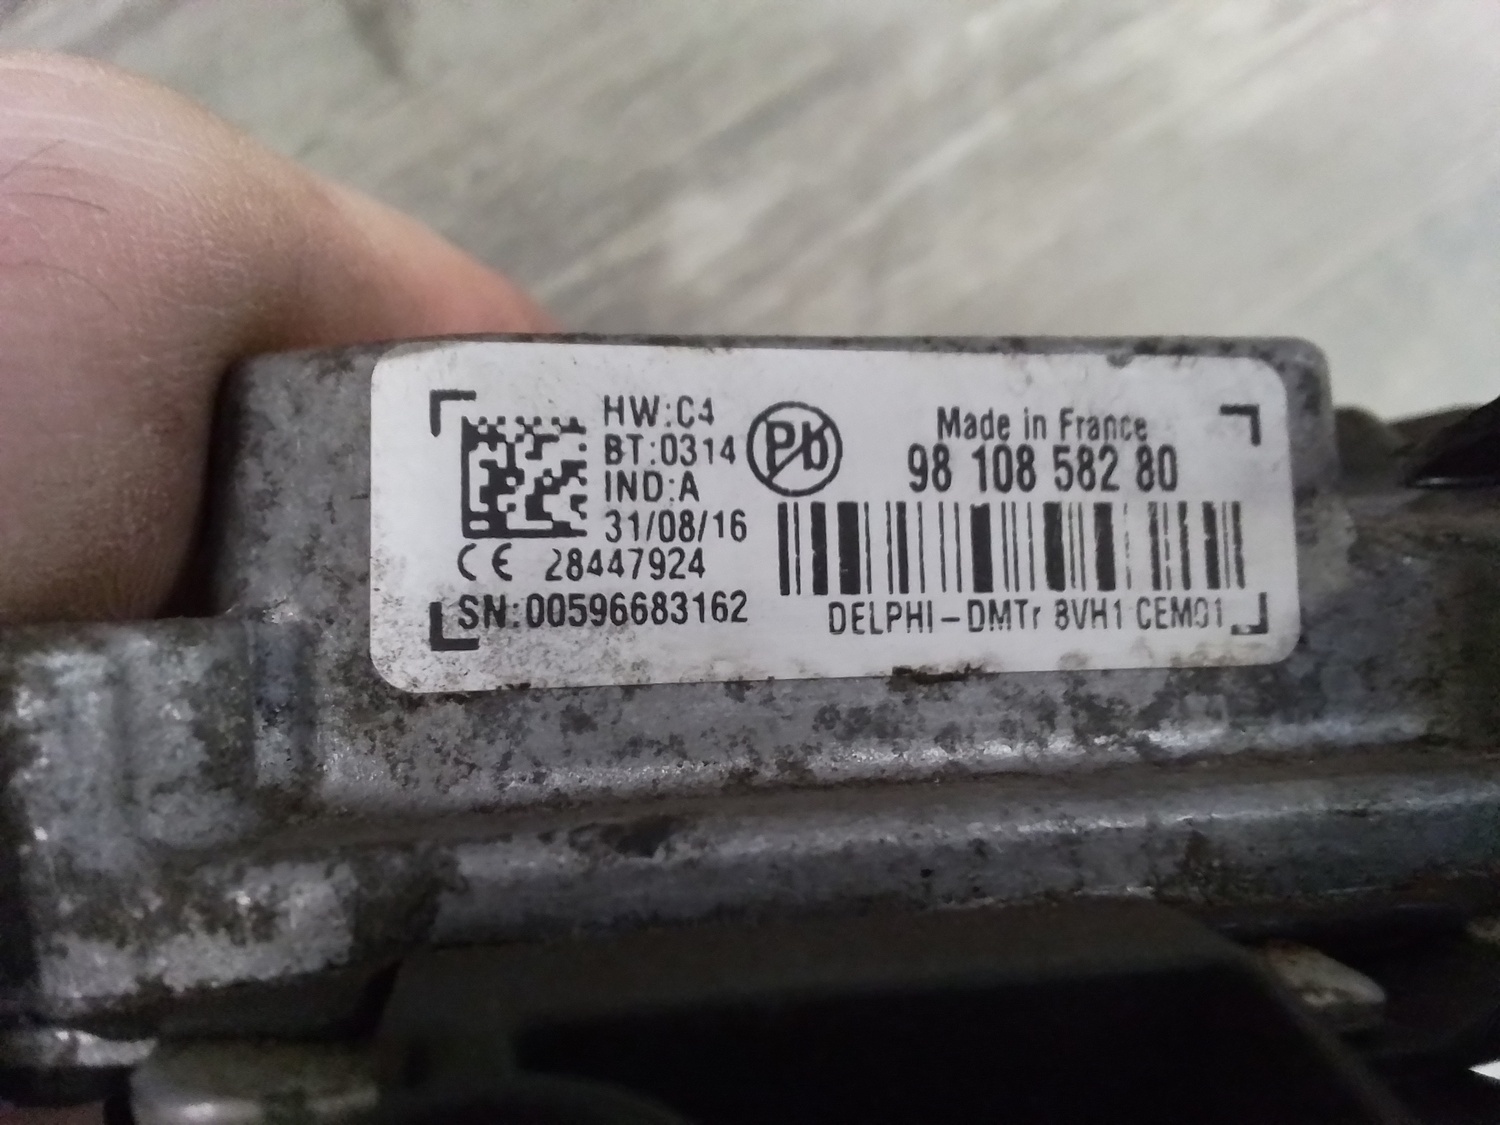 HW:C4
BT:0314
IND:A
31/08/16
CE 28447924
SN:00596683162
Pb
Made in France
98 108 582 80
DELPHI-DMTr 8VH1 CEM01